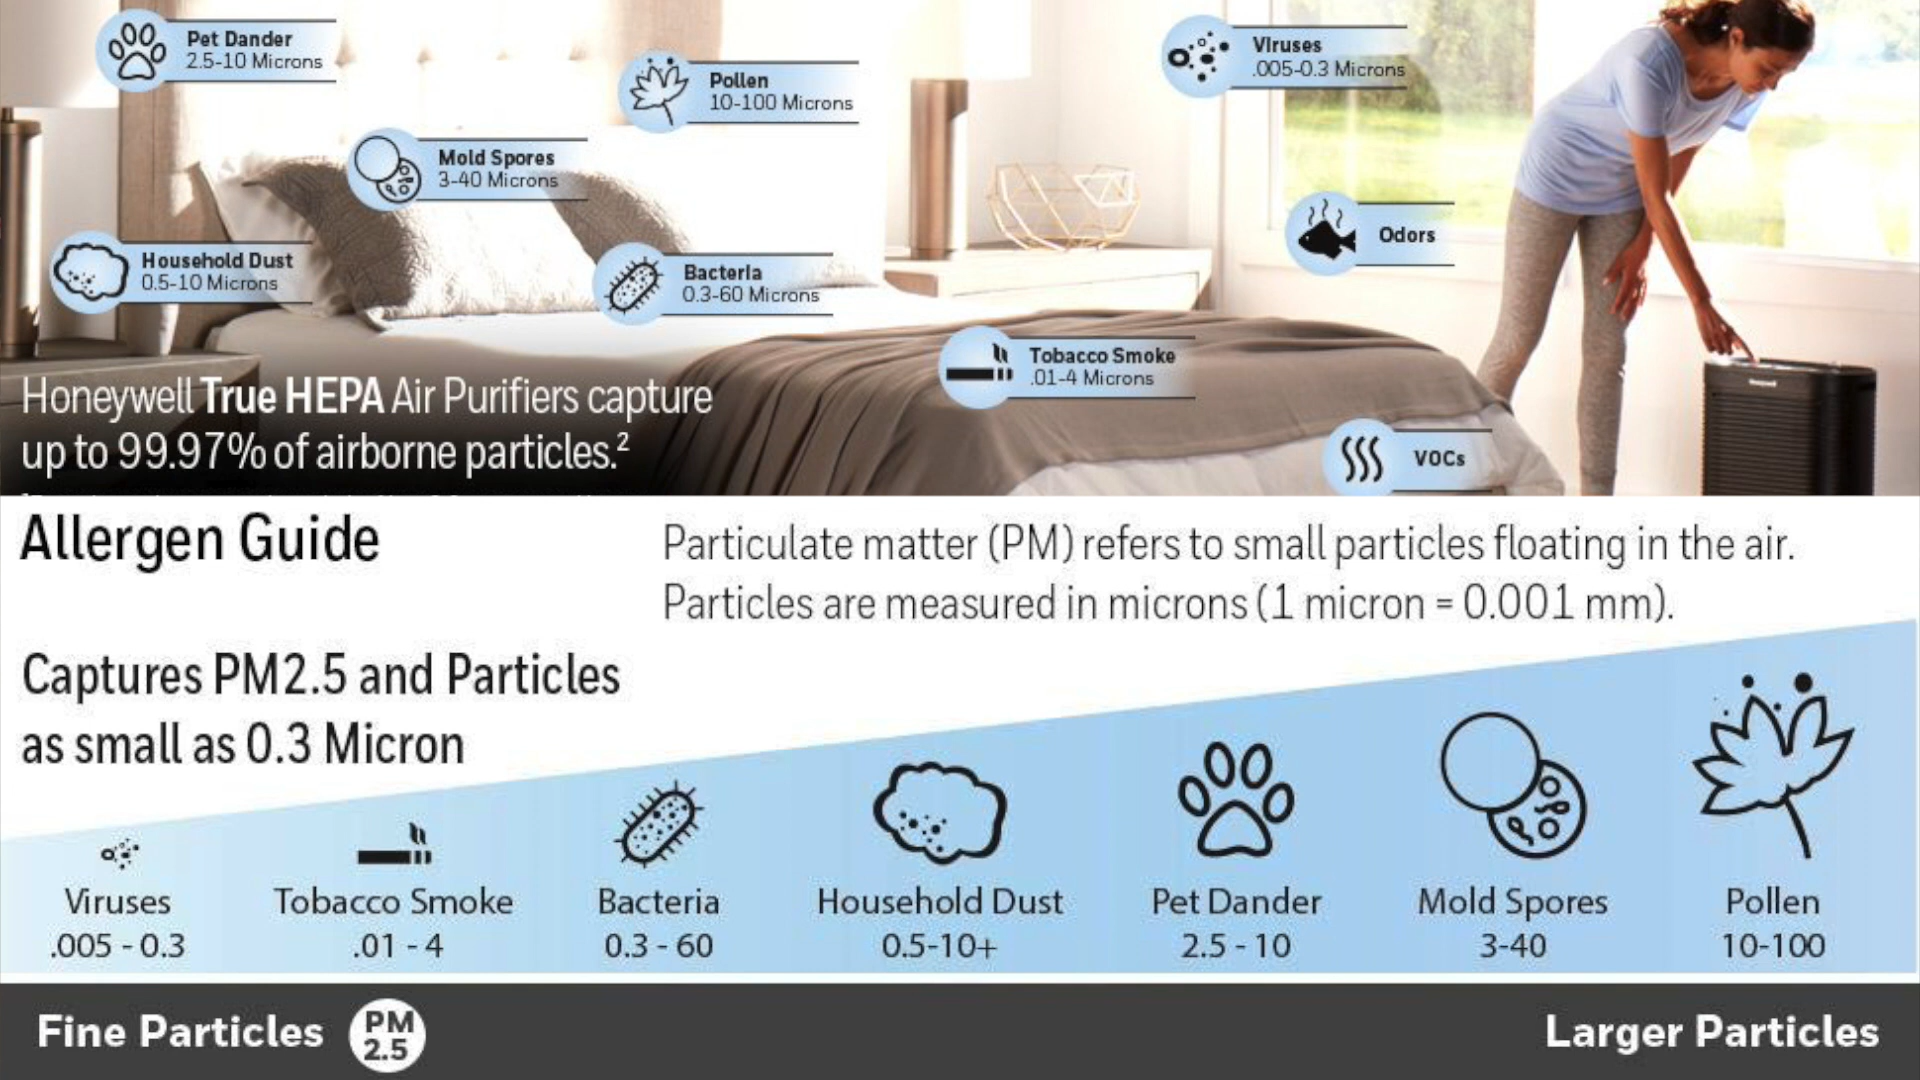 Pet Dander
2.5-10 Microns
Pollen
10-100 Microns
Viruses
.005-0.3 Microns
Mold Spores
3-40 Microns
Household Dust
0.5-10 Microns
Bacteria
0.3-60 Microns
Odors
Tobacco Smoke
.01-4 Microns
VOCs
Honeywell True HEPA Air Purifiers capture
up to 99.97% of airborne particles.²
Allergen Guide
Particulate matter (PM) refers to small particles floating in the air.
Particles are measured in microns (1 micron = 0.001 mm).
Captures PM2.5 and Particles
as small as 0.3 Micron
Viruses
.005 - 0.3
Tobacco Smoke
.01 - 4
Bacteria
0.3 - 60
Household Dust
0.5-10+
Pet Dander
2.5 - 10
Mold Spores
3-40
Pollen
10-100
Fine Particles
PM
2.5
Larger Particles